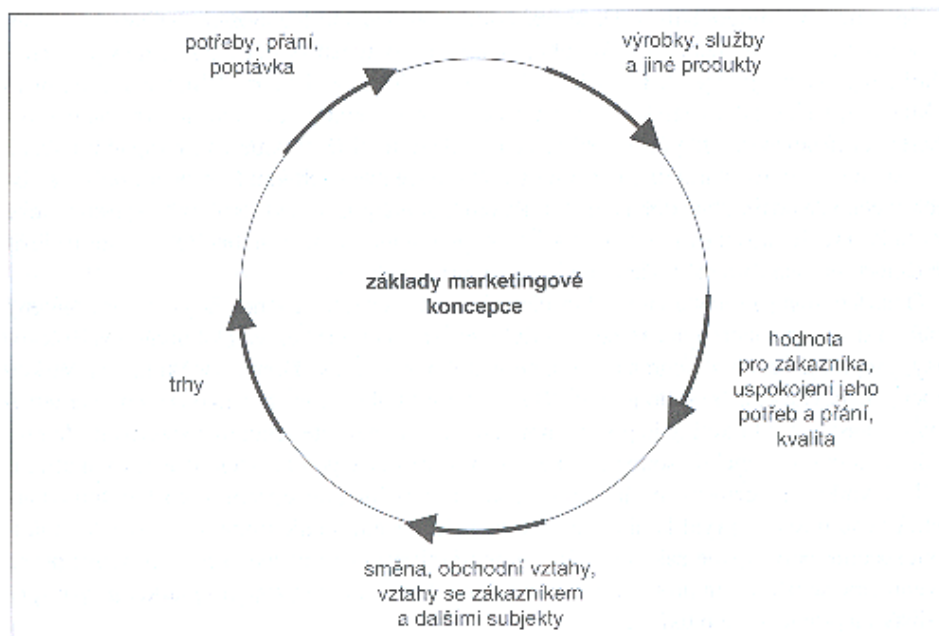 potřeby, přání,
poptávka
výrobky, služby
a jiné produkty
základy marketingové
koncepce
hodnota
pro zákazníka,
uspokojení jeho
potřeb a přání,
kvalita
trhy
směna, obchodní vztahy,
vztahy se zákazníkem
a dalšími subjekty